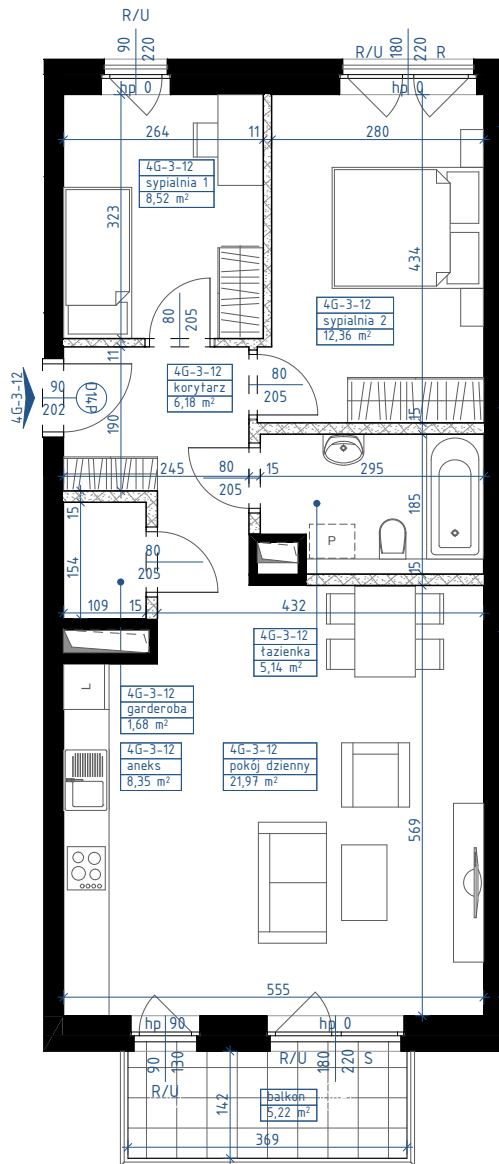 R/U
90
220
R/U
180
220
R
hp 0
hp 0
264
11
280
4G-3-12
sypialnia 1
8,52 m²
323
434
4G-3-12
sypialnia 2
12,36 m²
80
205
11
4G-3-12
korytarz
6,18 m²
4G-3-12
90
202
D14P
190
80
205
15
245
80
205
15
295
185
15
154
P
80
205
15
109
15
432
4G-3-12
łazienka
5,14 m²
L
4G-3-12
garderoba
1,68 m²
4G-3-12
aneks
8,35 m²
4G-3-12
pokój dzienny
21,97 m²
569
555
hp 90
hp 0
90
130
R/U
R/U
180
220
S
142
balkon
5,22 m²
369